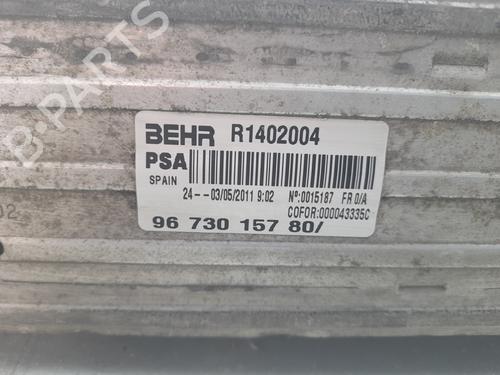 BEHR R1402004
PSA
SPAIN
24--03/05/2011 9:02 Nº:0015187 FR 0/A
COFOR:000043335C
96 730 157 80/
B-PARTS